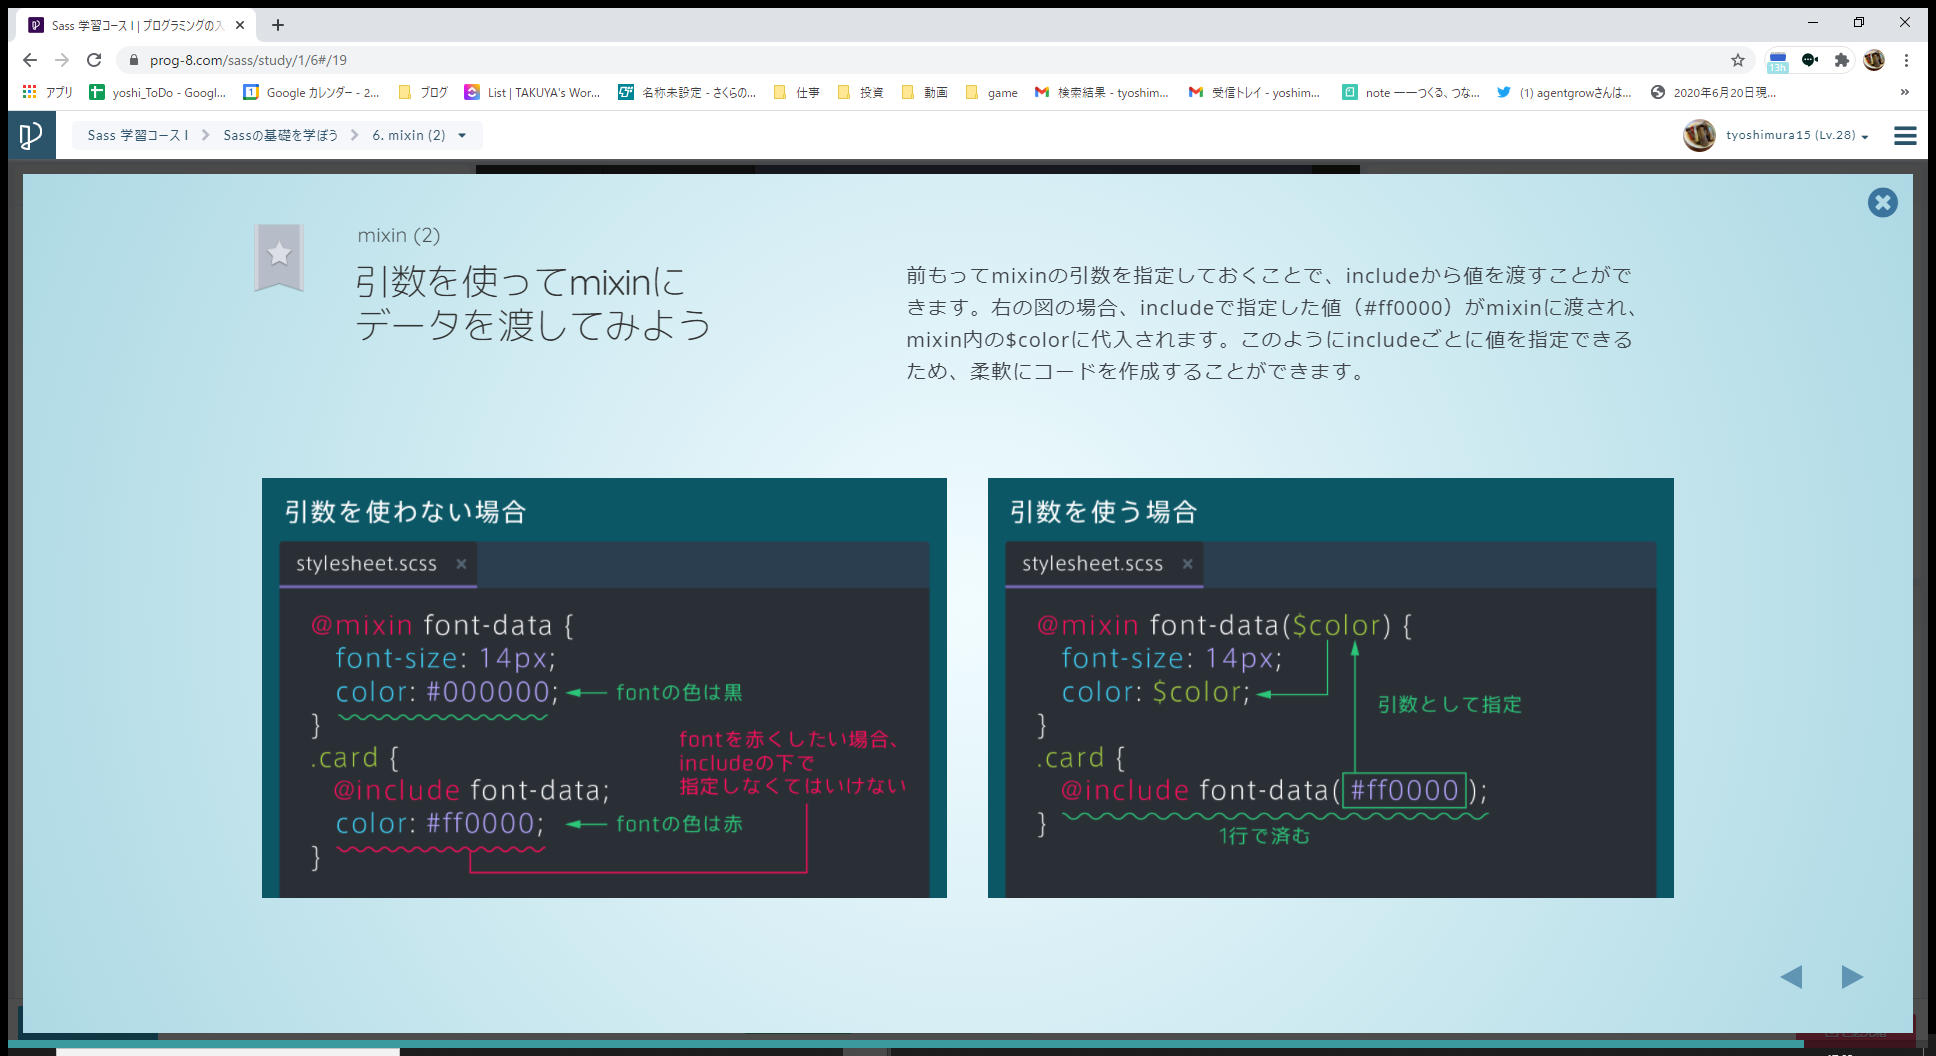 Sass 学習コース I | プログラミングの入
prog-8.com/sass/study/1/6#/19
13h
アプリ
yoshi_ToDo - Googl...
Google カレンダー - 2...
ブログ
List | TAKUYA's Wor...
名称未設定 - さくらの...
仕事
投資
動画
game
検索結果 - tyoshim...
受信トレイ - yoshim...
note ――つくる、つな...
(1) agentgrowさんは...
2020年6月20日現...
»
Sass 学習コース I
Sassの基礎を学ぼう
6. mixin (2)
tyoshimura15 (Lv.28)
mixin (2)
引数を使ってmixinに
データを渡してみよう
前もってmixinの引数を指定しておくことで、includeから値を渡すことがで
きます。右の図の場合、includeで指定した値（#ff0000）がmixinに渡され、
mixin内の$colorに代入されます。このようにincludeごとに値を指定できる
ため、柔軟にコードを作成することができます。
引数を使わない場合
stylesheet.scss ×
@mixin font-data {
font-size: 14px;
color: #000000; fontの色は黒
}
.card {
fontを赤くしたい場合、
includeの下で
指定しなくてはいけない
@include font-data;
color: #ff0000; fontの色は赤
}
引数を使う場合
stylesheet.scss ×
@mixin font-data($color) {
font-size: 14px;
color: $color;
引数として指定
}
.card {
@include font-data(#ff0000);
}
1行で済む